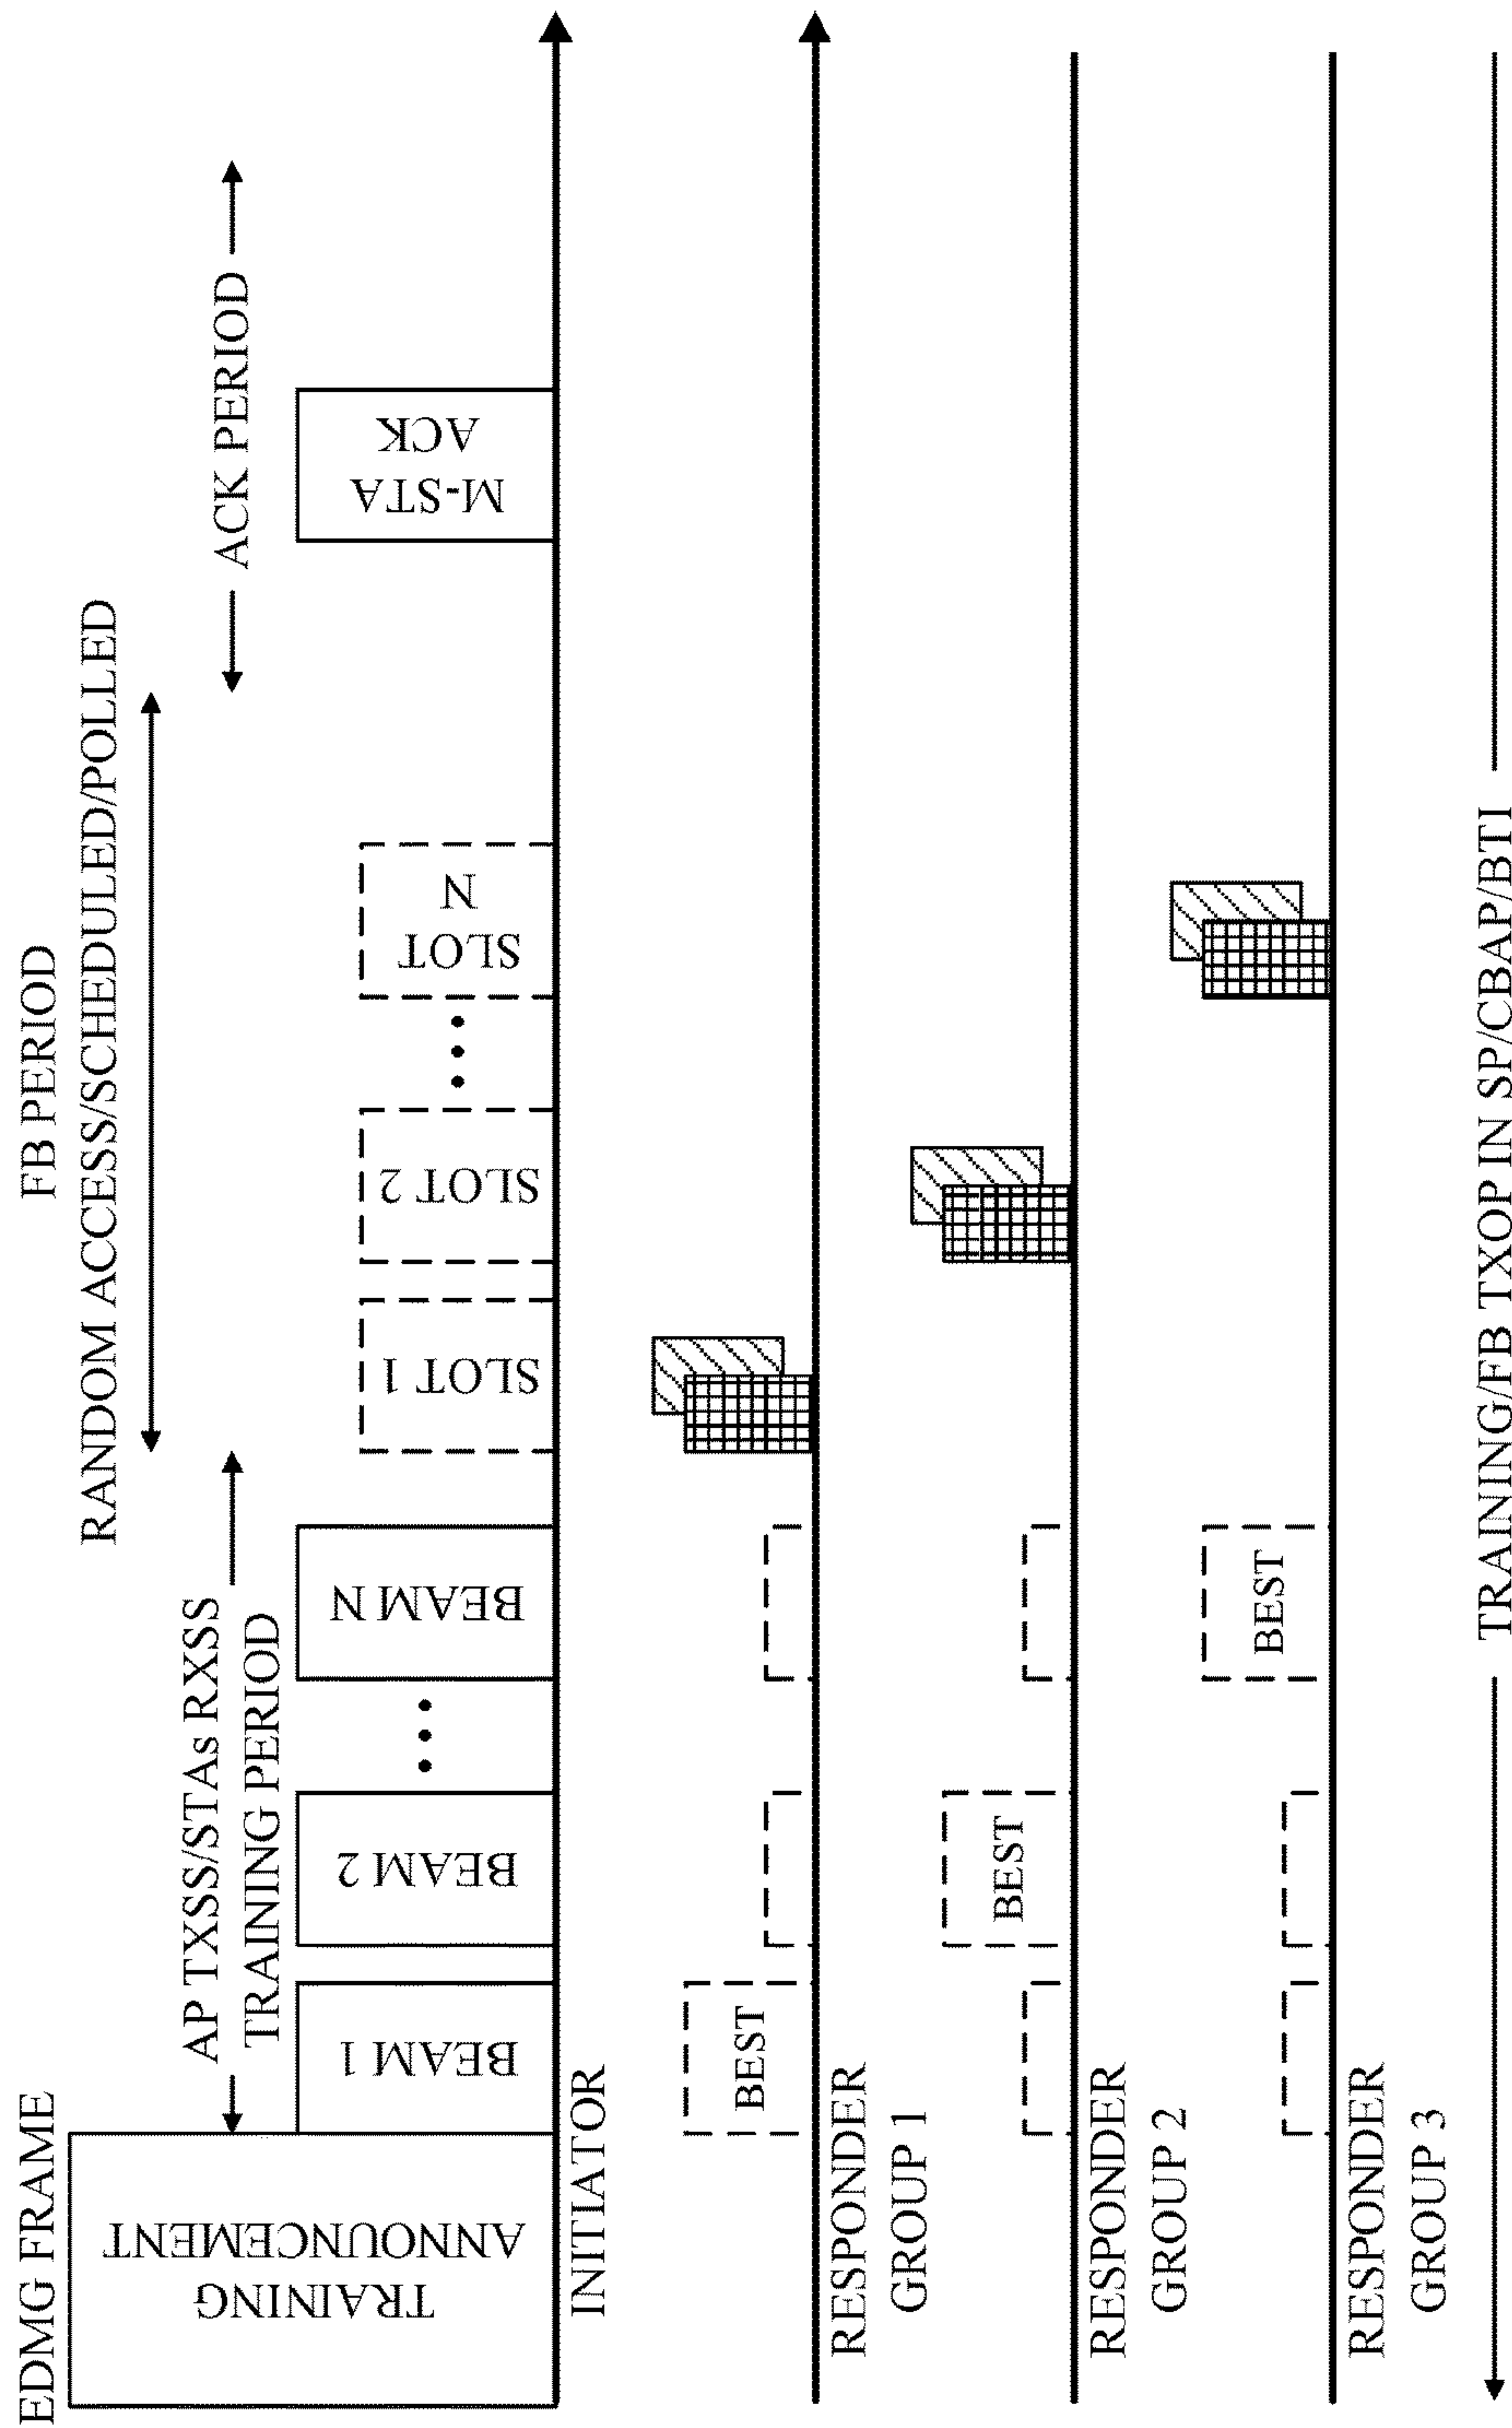 EDMG FRAME
TRAINING
ANNOUNCEMENT
AP TXSS/STAs RXSS
TRAINING PERIOD
BEAM 1
BEAM 2
BEAM N
FB PERIOD
RANDOM ACCESS/SCHEDULED/POLLED
SLOT 1
SLOT 2
SLOT
N
ACK PERIOD
M-STA
ACK
INITIATOR
BEST
RESPONDER
GROUP 1
BEST
RESPONDER
GROUP 2
BEST
RESPONDER
GROUP 3
TRAINING/FB TXOP IN SP/CBAP/BTI